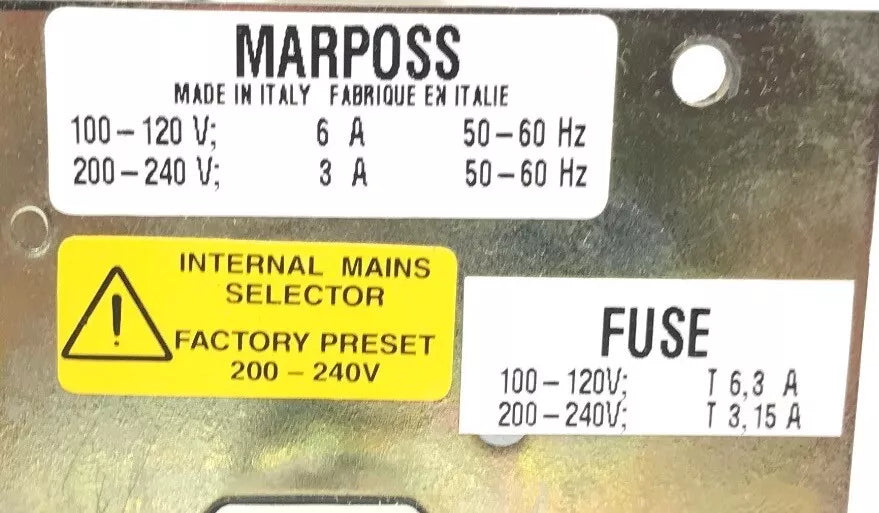 MARPOSS
MADE IN ITALY FABRIQUE EN ITALIE
100-120 V; 6 A 50-60 Hz
200-240 V; 3 A 50-60 Hz
INTERNAL MAINS
SELECTOR
FACTORY PRESET
200 - 240V
FUSE
100-120V; T 6,3 A
200-240V; T 3,15 A